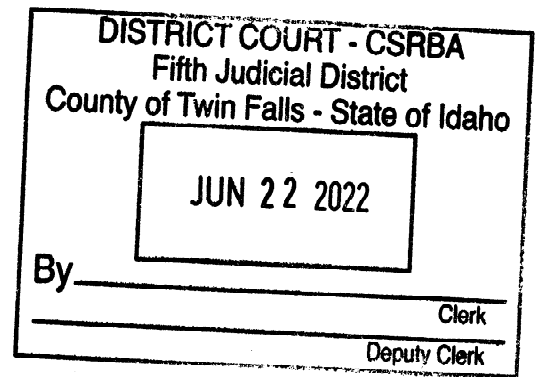 DISTRICT COURT - CSRBA
Fifth Judicial District
County of Twin Falls - State of Idaho
JUN 22 2022
By
Clerk
Deputy Clerk